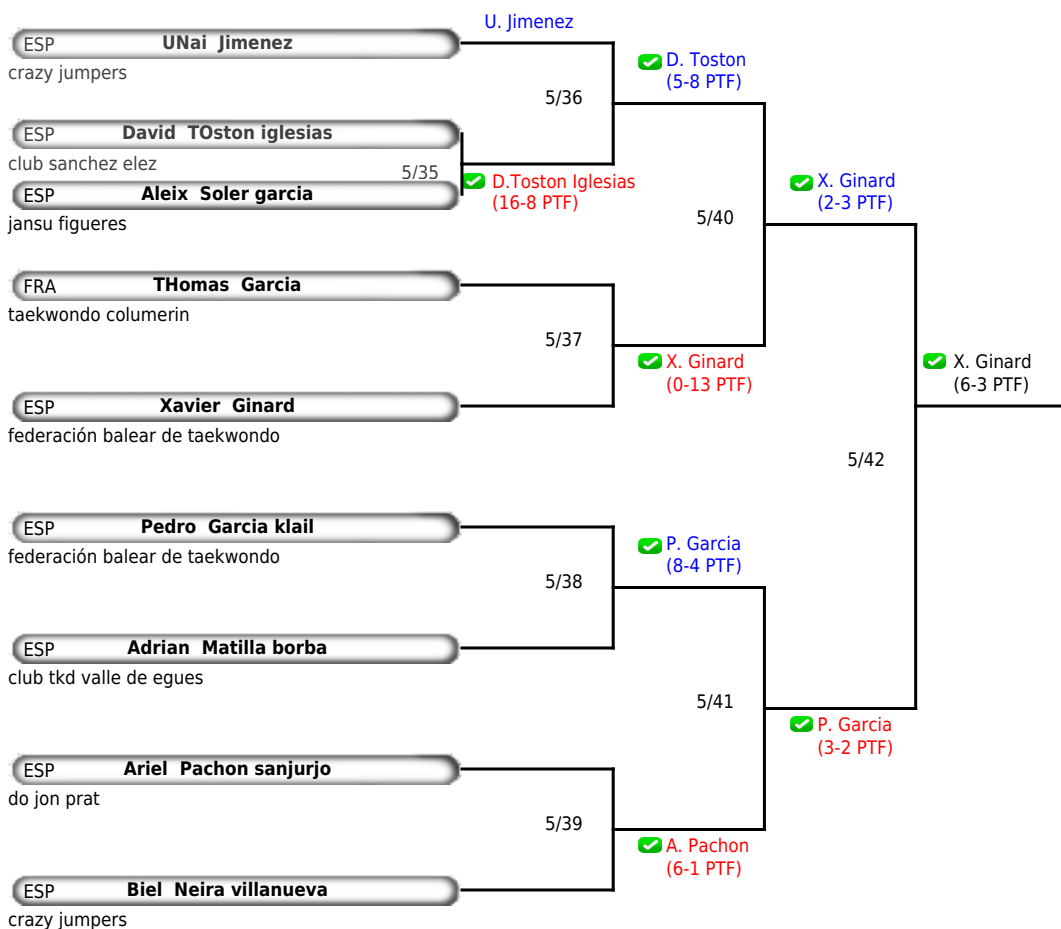 U. Jimenez
ESP UNai Jimenez
crazy jumpers
D. Toston
(5-8 PTF)
5/36
ESP David TOston iglesias
club sanchez elez
5/35
D.Toston Iglesias
(16-8 PTF)
ESP Aleix Soler garcia
jansu figueres
X. Ginard
(2-3 PTF)
5/40
FRA THomas Garcia
taekwondo columerin
5/37
X. Ginard
(0-13 PTF)
X. Ginard
(6-3 PTF)
ESP Xavier Ginard
federación balear de taekwondo
5/42
ESP Pedro Garcia klail
federación balear de taekwondo
P. Garcia
(8-4 PTF)
5/38
ESP Adrian Matilla borba
club tkd valle de egues
5/41
P. Garcia
(3-2 PTF)
ESP Ariel Pachon sanjurjo
do jon prat
5/39
A. Pachon
(6-1 PTF)
ESP Biel Neira villanueva
crazy jumpers